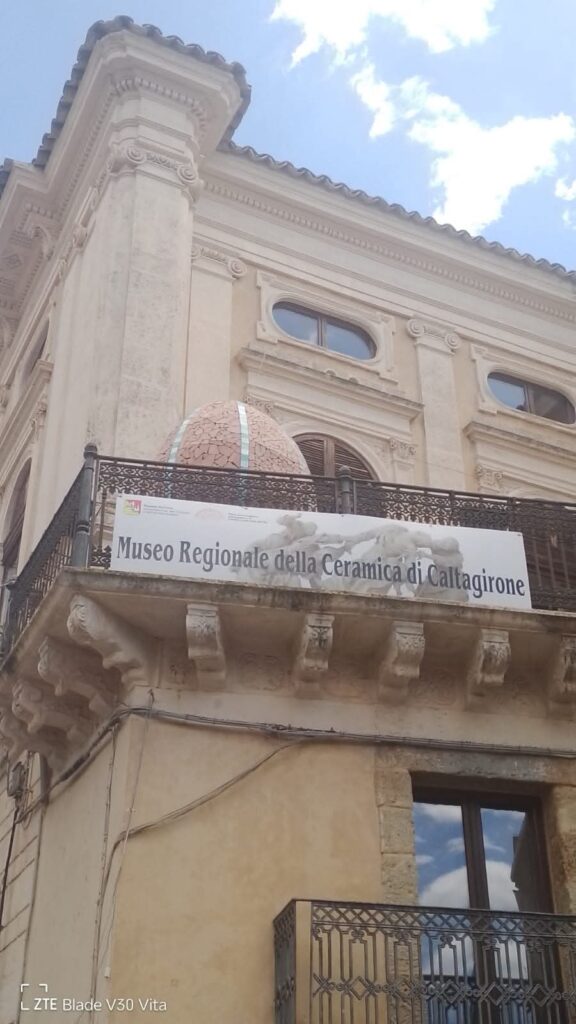 Museo Regionale della Ceramica di Caltagirone
ZTE Blade V30 Vita